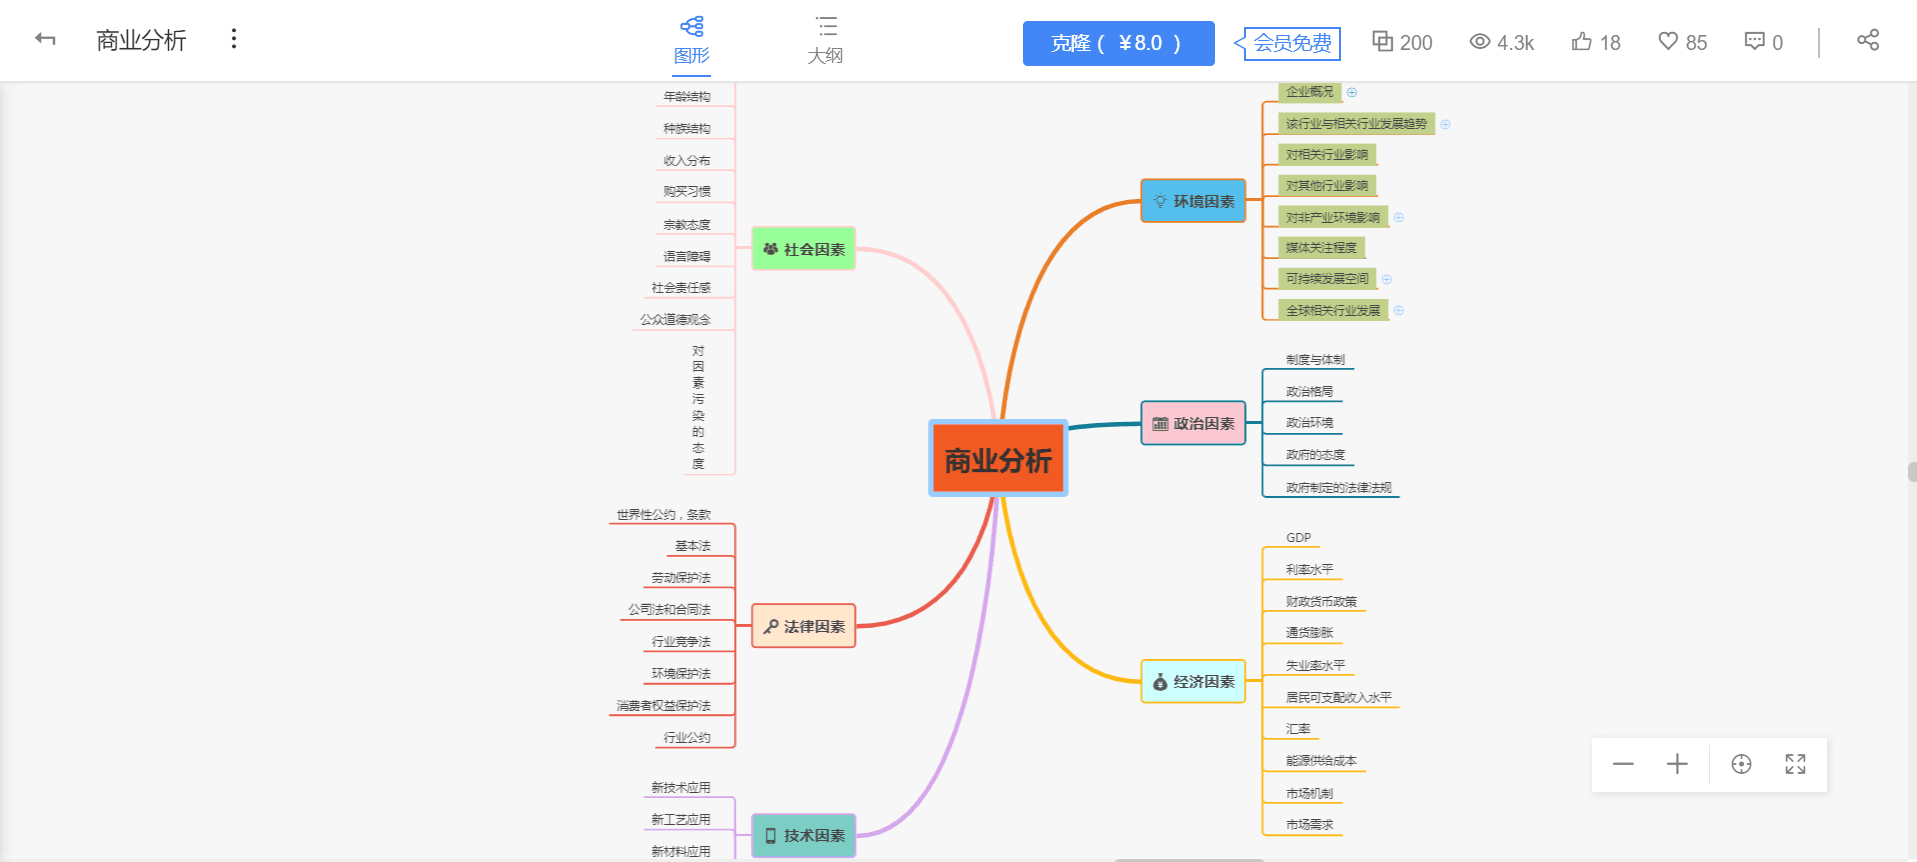 商业分析
图形
大纲
克隆（ ¥8.0 ）
会员免费
200
4.3k
18
85
0
商业分析
社会因素
年龄结构
种族结构
收入分布
购买习惯
宗教态度
语言障碍
社会责任感
公众道德观念
对因素污染的态度
法律因素
世界性公约，条款
基本法
劳动保护法
公司法和合同法
行业竞争法
环境保护法
消费者权益保护法
行业公约
技术因素
新技术应用
新工艺应用
新材料应用
环境因素
企业概况
该行业与相关行业发展趋势
对相关行业影响
对其他行业影响
对非产业环境影响
媒体关注程度
可持续发展空间
全球相关行业发展
政治因素
制度与体制
政治格局
政治环境
政府的态度
政府制定的法律法规
经济因素
GDP
利率水平
财政货币政策
通货膨胀
失业率水平
居民可支配收入水平
汇率
能源供给成本
市场机制
市场需求